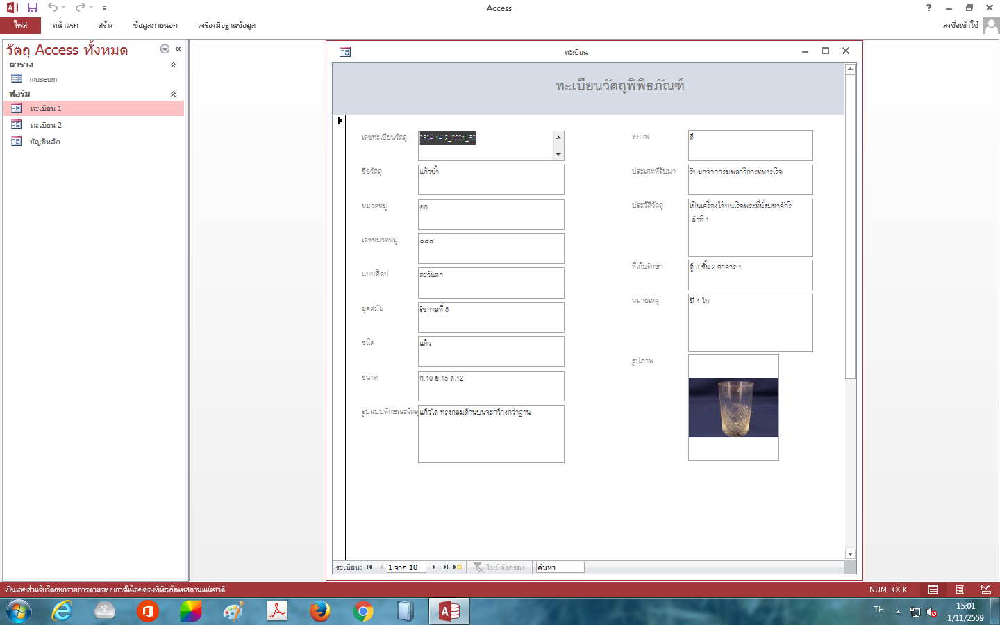 Access
ไฟล์ หน้าแรก สร้าง ข้อมูลภายนอก เครื่องมือฐานข้อมูล ลงชื่อเข้าใช้
วัตถุ Access ทั้งหมด
ตาราง
museum
ฟอร์ม
ทะเบียน 1
ทะเบียน 2
บัญชีหลัก
ทะเบียน
ทะเบียนวัตถุพิพิธภัณฑ์
เลขทะเบียนวัตถุ
ชื่อวัตถุ แก้วน้ำ
หมวดหมู่ คก
เลขหมวดหมู่ ๐๘๙
แบบศิลป ตะวันตก
ยุคสมัย รัชกาลที่ 5
ชนิด แก้ว
ขนาด ก.10 ย.15 ส.12
รูปแบบลักษณะวัตถุ แก้วใส ทรงกลมด้านบนจะกว้างกว่าฐาน
สภาพ ดี
ประเภทที่รับมา รับมาจากกรมพลาธิการทหารเรือ
ประวัติวัตถุ เป็นเครื่องใช้บนเรือพระที่นั่งมหาจักรี
ลำที่ 1
ที่เก็บรักษา ตู้ 3 ชั้น 2 อาคาร 1
หมายเหตุ มี 1 ใบ
รูปภาพ
ระเบียน: 1 จาก 10 ไม่มีตัวกรอง ค้นหา
เป็นเลขสำหรับวัตถุทุกรายการตามระบบการให้เลขของพิพิธภัณฑสถานแห่งชาติ NUM LOCK
TH 15:01
1/11/2559